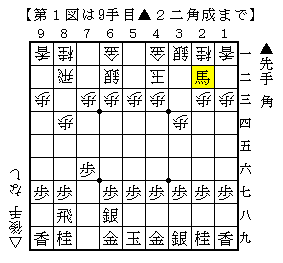 【第１図は9手目▲２二角成まで】
9 8 7 6 5 4 3 2 1
香 桂 金 金 銀 桂 香 一
飛 銀 玉 馬 二
歩 歩 歩 歩 歩 歩 歩 三
歩 歩 四
五
歩 六
歩 歩 歩 歩 歩 歩 歩 歩 七
飛 銀 八
香 桂 金 玉 金 銀 桂 香 九
▲先手 角
△後手 なし